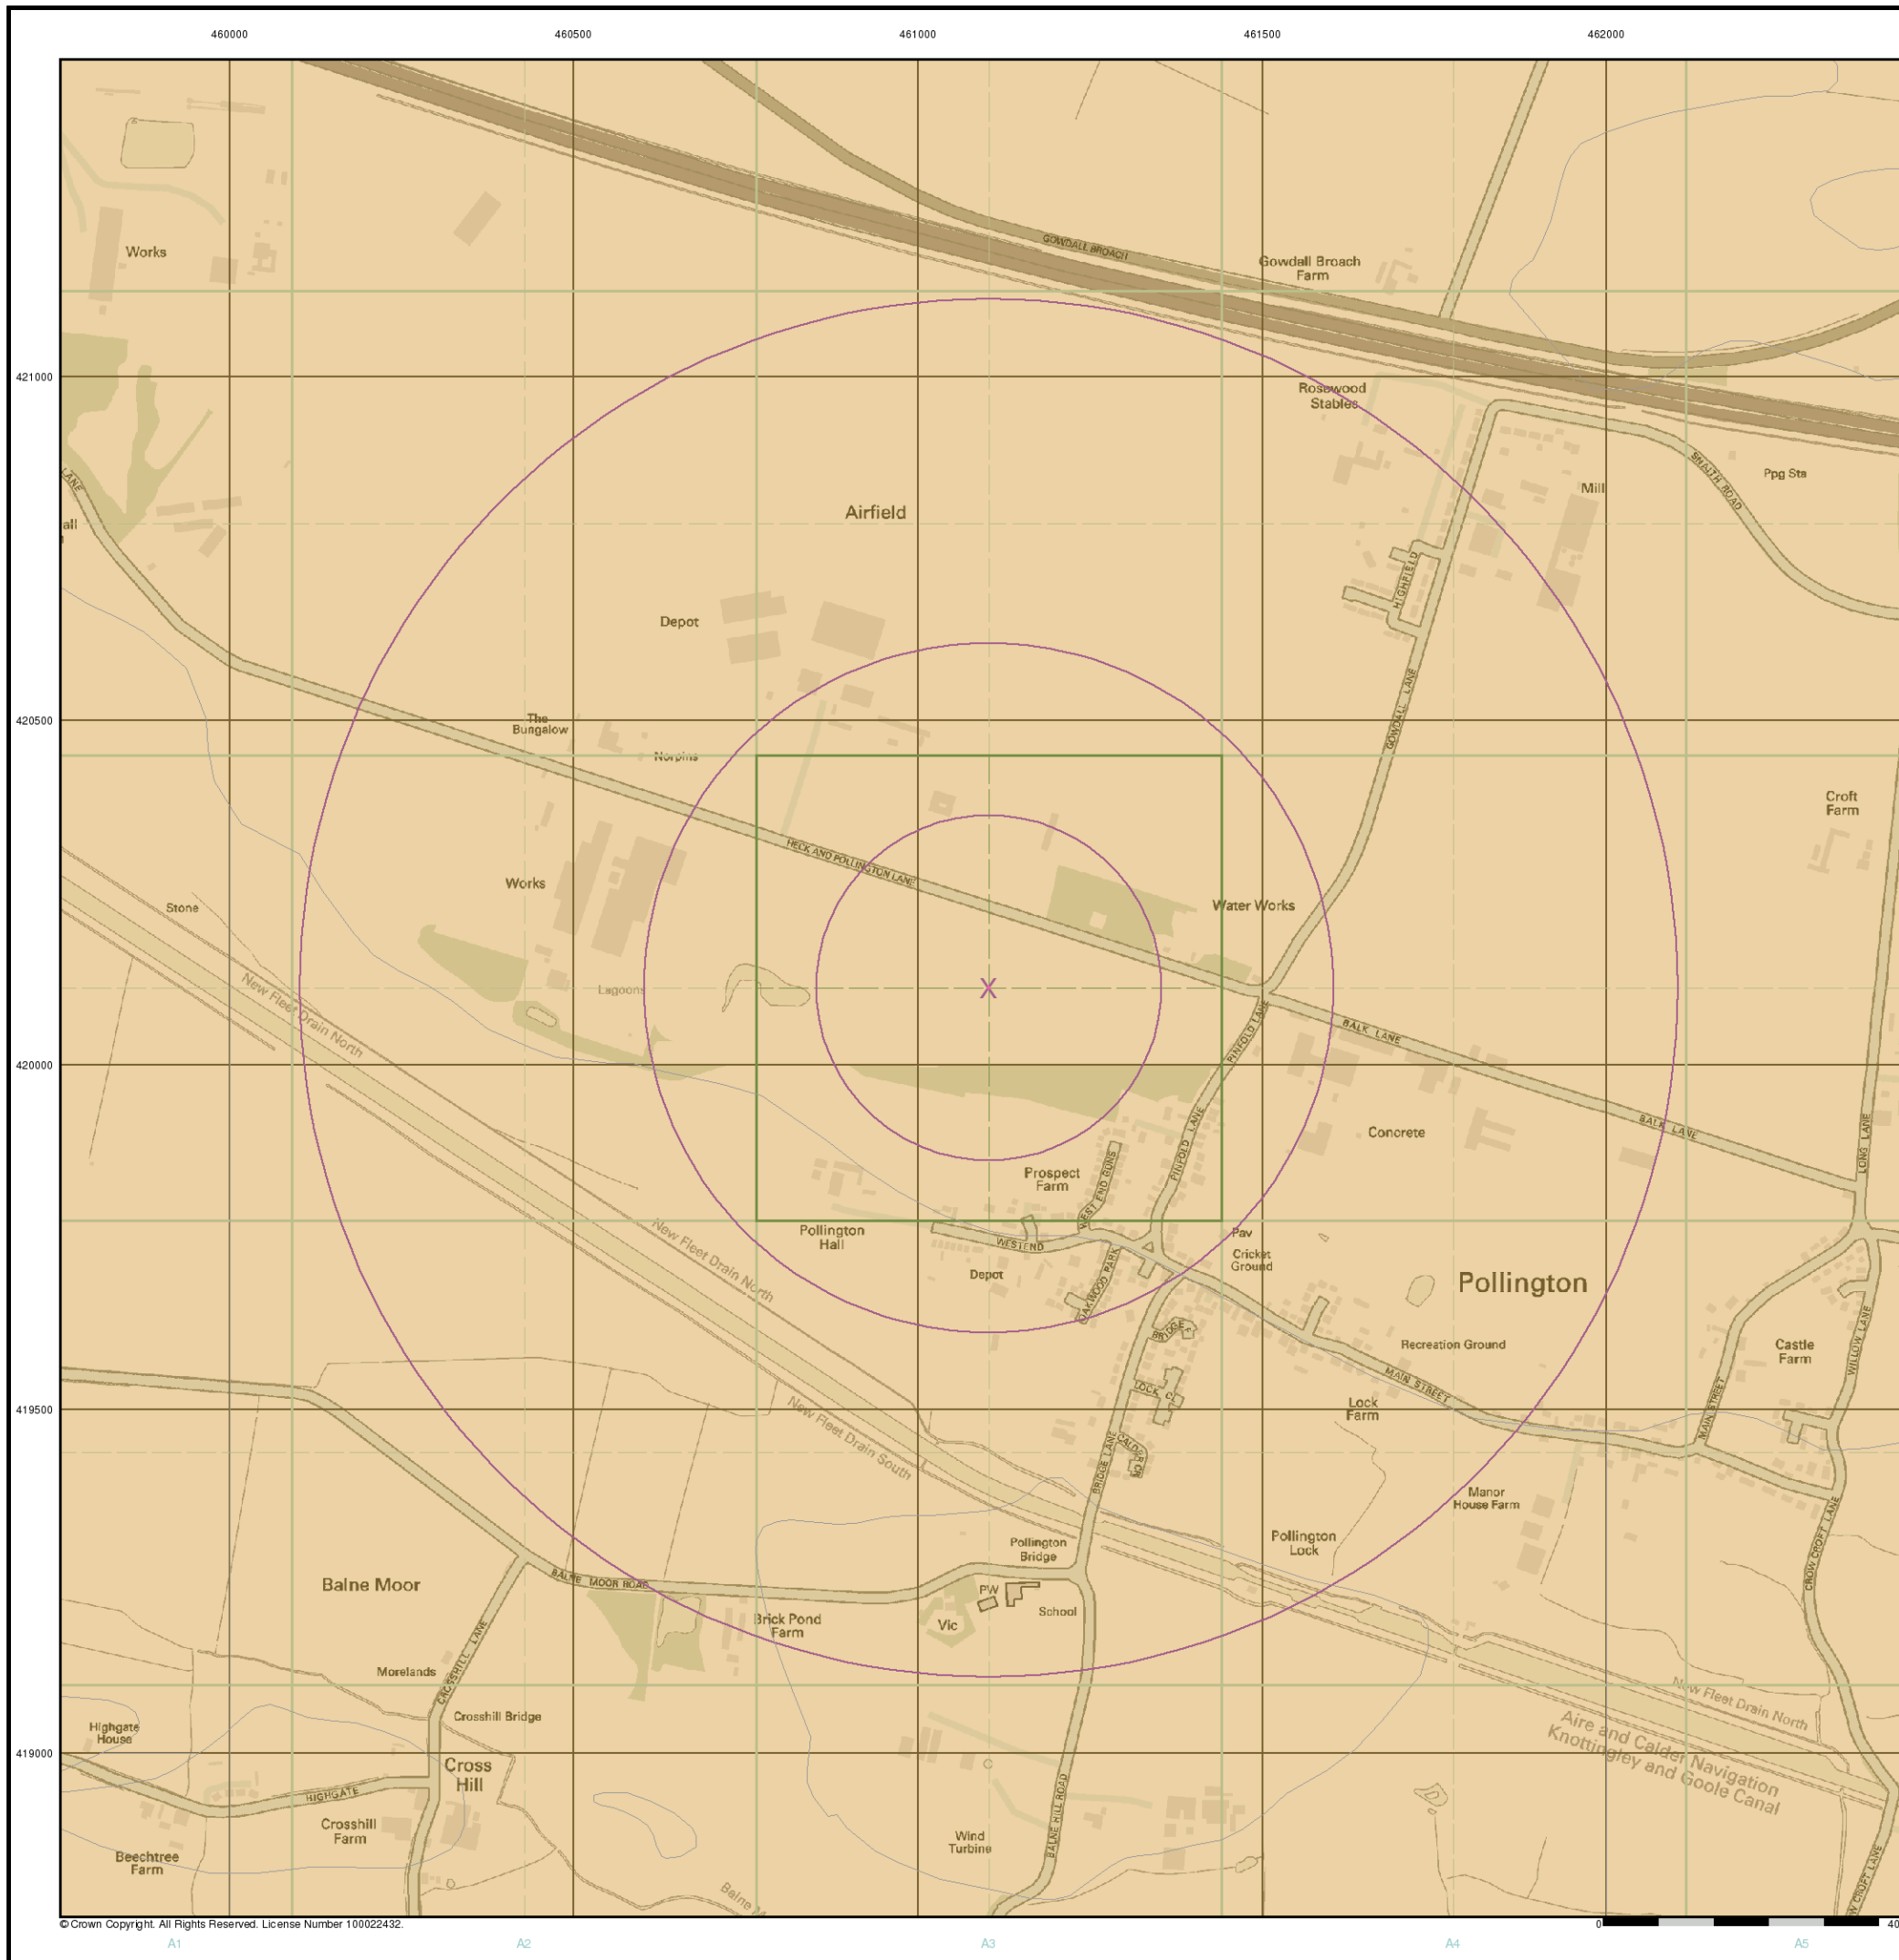 460000
460500
461000
461500
462000
GOWDALL BROACH
Gowdall Broach
Farm
Works
421000
Rosewood
Stables
LANE
SNAITH ROAD
Ppg Sta
Mill
Airfield
all
HIGHFIELD
Depot
GOWDALL LANE
420500
The
Bungalow
Norpins
Croft
Farm
HECK AND POLLINGTON LANE
Works
Stone
Water Works
New Fleet Drain North
Lagoons
X
PINFOLD LANE
BALK LANE
420000
PINFOLD LANE
Concrete
BALK LANE
LONG LANE
Prospect
Farm
WEST END GDNS
Pollington
Hall
WESTEND
Pav
Cricket
Ground
New Fleet Drain North
Depot
OAKWOOD PARK
Pollington
BRIDGE C
Recreation Ground
Castle
Farm
WILLOW LANE
MAIN STREET
LOCK C
Lock
Farm
419500
New Fleet Drain South
MAIN STREET
BRIDGE LANE
Manor
House Farm
Pollington
Bridge
Pollington
Lock
CROW CROFT LANE
Balne Moor
BALNE MOOR ROAD
PW
School
Brick Pond
Farm
Vic
CROSSHILL LANE
Morelands
Crosshill Bridge
New Fleet Drain North
Highgate
House
Aire and Calder Navigation
Knottingley and Goole Canal
419000
Cross
Hill
HIGHGATE
BALNE HILL ROAD
Crosshill
Farm
Wind
Turbine
Beechtree
Farm
Balne M
W CROFT LANE
© Crown Copyright. All Rights Reserved. License Number 100022432.
0
40
A1
A2
A3
A4
A5